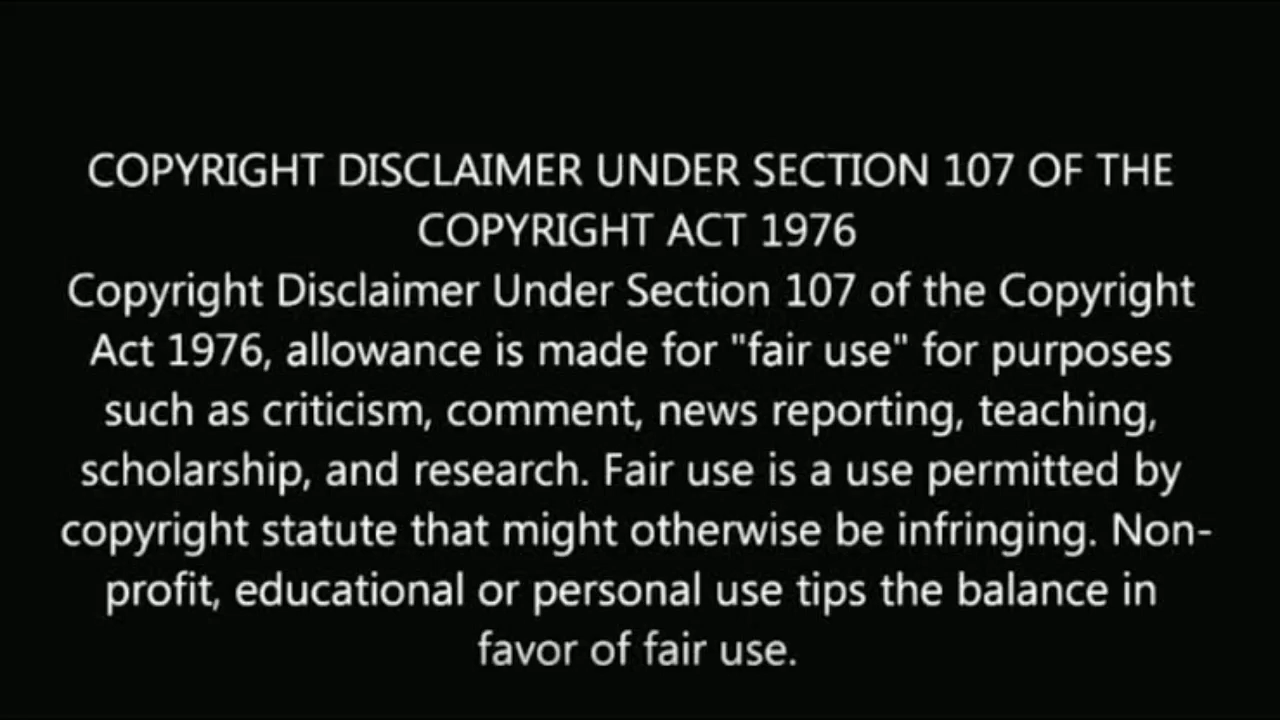 COPYRIGHT DISCLAIMER UNDER SECTION 107 OF THE
COPYRIGHT ACT 1976
Copyright Disclaimer Under Section 107 of the Copyright
Act 1976, allowance is made for "fair use" for purposes
such as criticism, comment, news reporting, teaching,
scholarship, and research. Fair use is a use permitted by
copyright statute that might otherwise be infringing. Non-
profit, educational or personal use tips the balance in
favor of fair use.